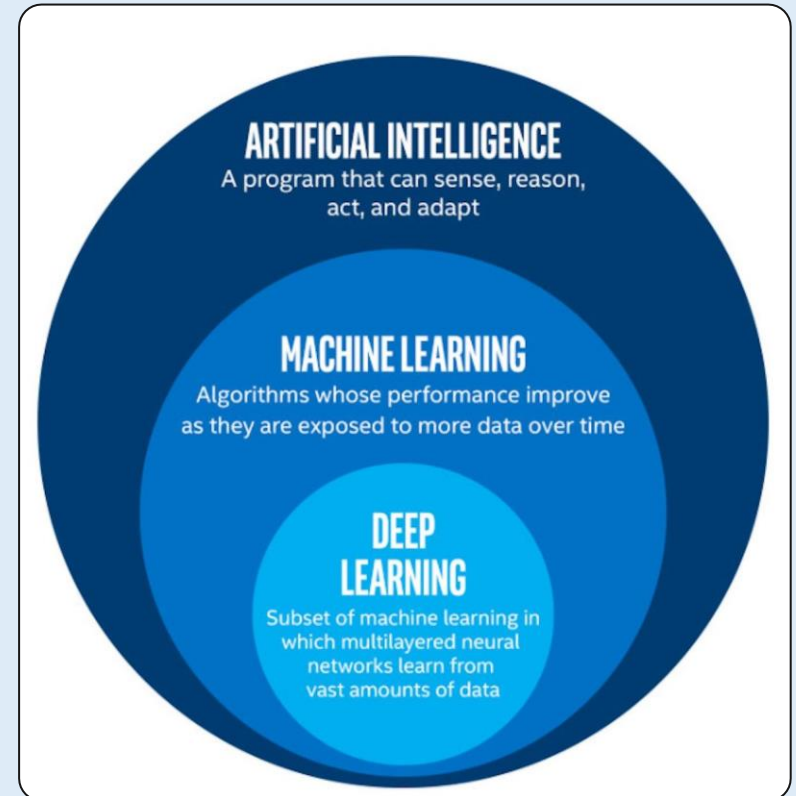 ARTIFICIAL INTELLIGENCE
A program that can sense, reason,
act, and adapt
MACHINE LEARNING
Algorithms whose performance improve
as they are exposed to more data over time
DEEP
LEARNING
Subset of machine learning in
which multilayered neural
networks learn from
vast amounts of data